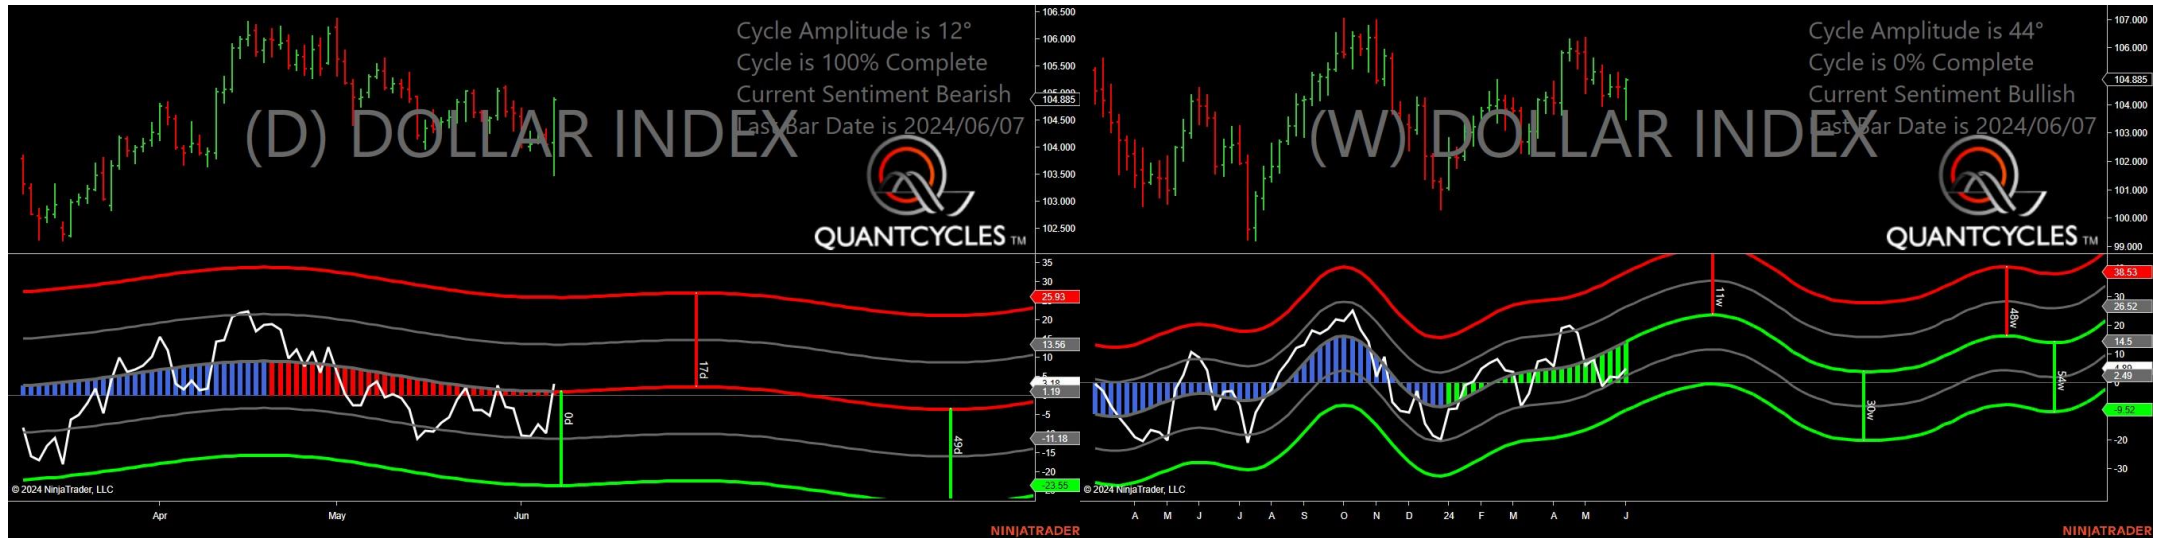 Cycle Amplitude is 12°
Cycle is 100% Complete
Current Sentiment Bearish
Last Bar Date is 2024/06/07
(D) DOLLAR INDEX
QUANTCYCLES TM
106.500
106.000
105.500
105.000
104.885
104.500
104.000
103.500
103.000
102.500
35
30
25.93
20
13.56
10
5
3.18
1.19
-5
-11.18
-15
-20
-23.55
17d
0d
49d
© 2024 NinjaTrader, LLC
Apr
May
Jun
NINJATRADER
Cycle Amplitude is 44°
Cycle is 0% Complete
Current Sentiment Bullish
Last Bar Date is 2024/06/07
(W) DOLLAR INDEX
QUANTCYCLES TM
107.000
106.000
104.885
104.000
103.000
102.000
101.000
100.000
99.000
38.53
30
26.52
20
14.5
10
2.49
-9.52
-20
-30
11w
48w
30w
54w
© 2024 NinjaTrader, LLC
A M J J A S O N D 24 F M A M J
NINJATRADER